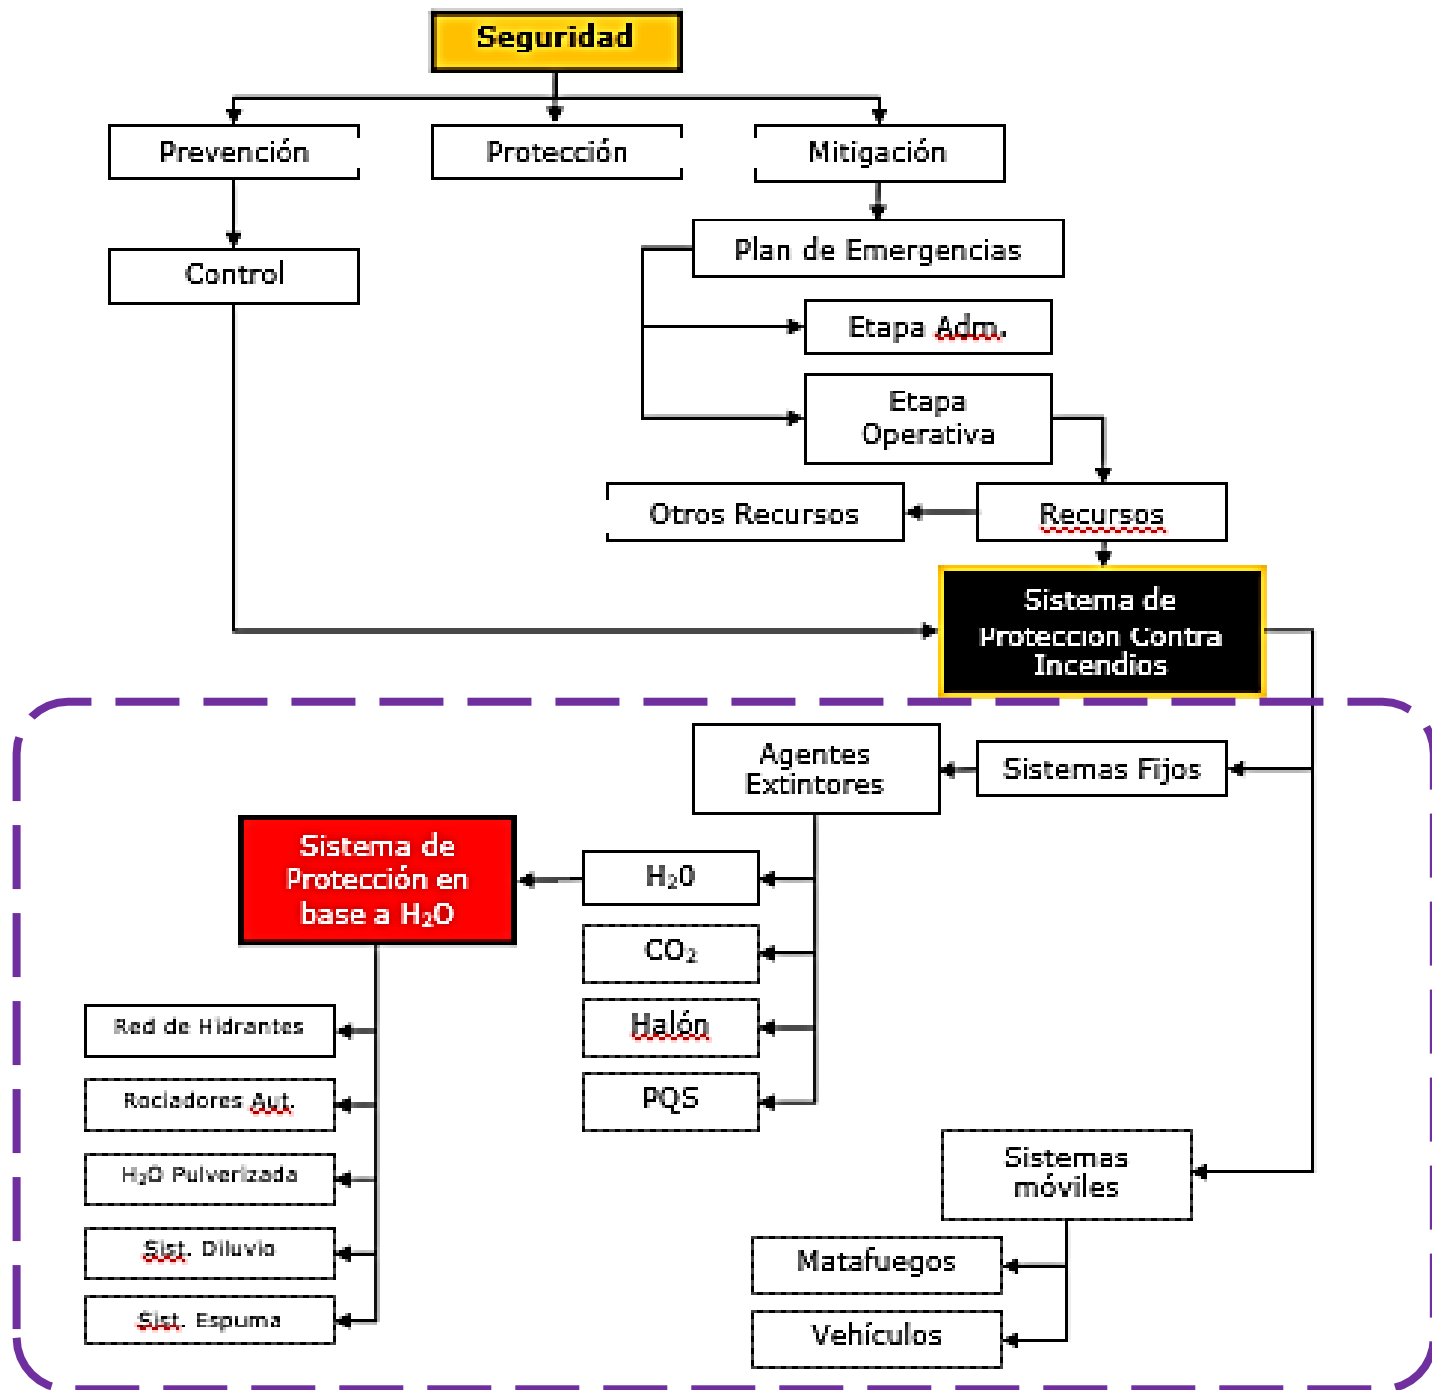 Seguridad
Prevención
Protección
Mitigación
Control
Plan de Emergencias
Etapa Adm.
Etapa
Operativa
Otros Recursos
Recursos
Sistema de
Protección Contra
Incendios
Agentes
Extintores
Sistemas Fijos
Sistema de
Protección en
base a H₂O
H₂0
CO₂
Halón
PQS
Red de Hidrantes
Rociadores Aut.
H₂O Pulverizada
Sist. Diluvio
Sist. Espuma
Sistemas
móviles
Matafuegos
Vehículos